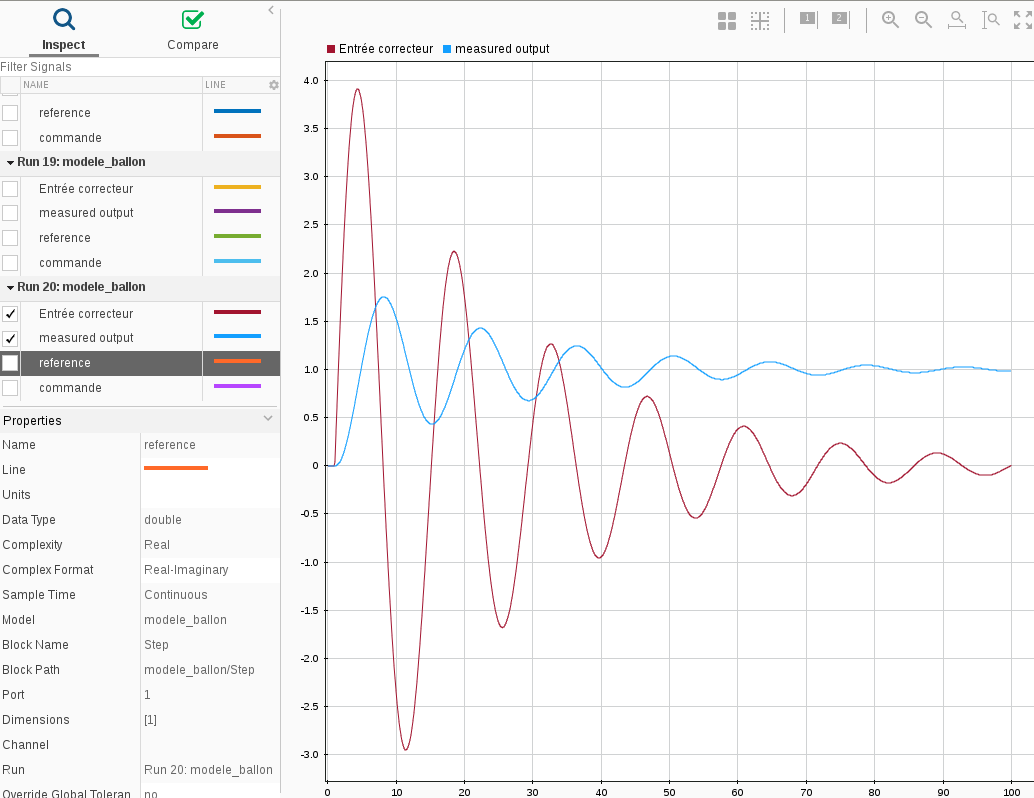 Inspect Compare
Filter Signals
NAME LINE
reference
commande
Run 19: modele_ballon
Entrée correcteur
measured output
reference
commande
Run 20: modele_ballon
Entrée correcteur
measured output
reference
commande
Properties
Name reference
Line
Units
Data Type double
Complexity Real
Complex Format Real-Imaginary
Sample Time Continuous
Model modele_ballon
Block Name Step
Block Path modele_ballon/Step
Port 1
Dimensions [1]
Channel
Run Run 20: modele_ballon
Override Global Toleran no
1 2
Entrée correcteur measured output
4.0
3.5
3.0
2.5
2.0
1.5
1.0
0.5
0
-0.5
-1.0
-1.5
-2.0
-2.5
-3.0
0 10 20 30 40 50 60 70 80 90 100